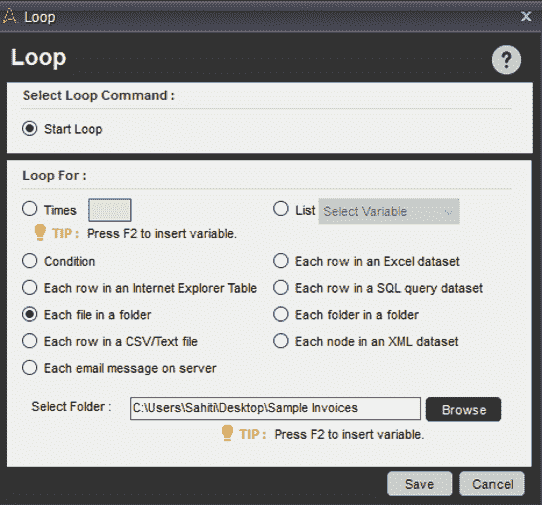 Loop
Loop
?
Select Loop Command :
Start Loop
Loop For :
Times
List Select Variable
TIP : Press F2 to insert variable.
Condition
Each row in an Excel dataset
Each row in an Internet Explorer Table
Each row in a SQL query dataset
Each file in a folder
Each folder in a folder
Each row in a CSV/Text file
Each node in an XML dataset
Each email message on server
Select Folder : C:\Users\Sahiti\Desktop\Sample Invoices Browse
TIP : Press F2 to insert variable.
Save Cancel